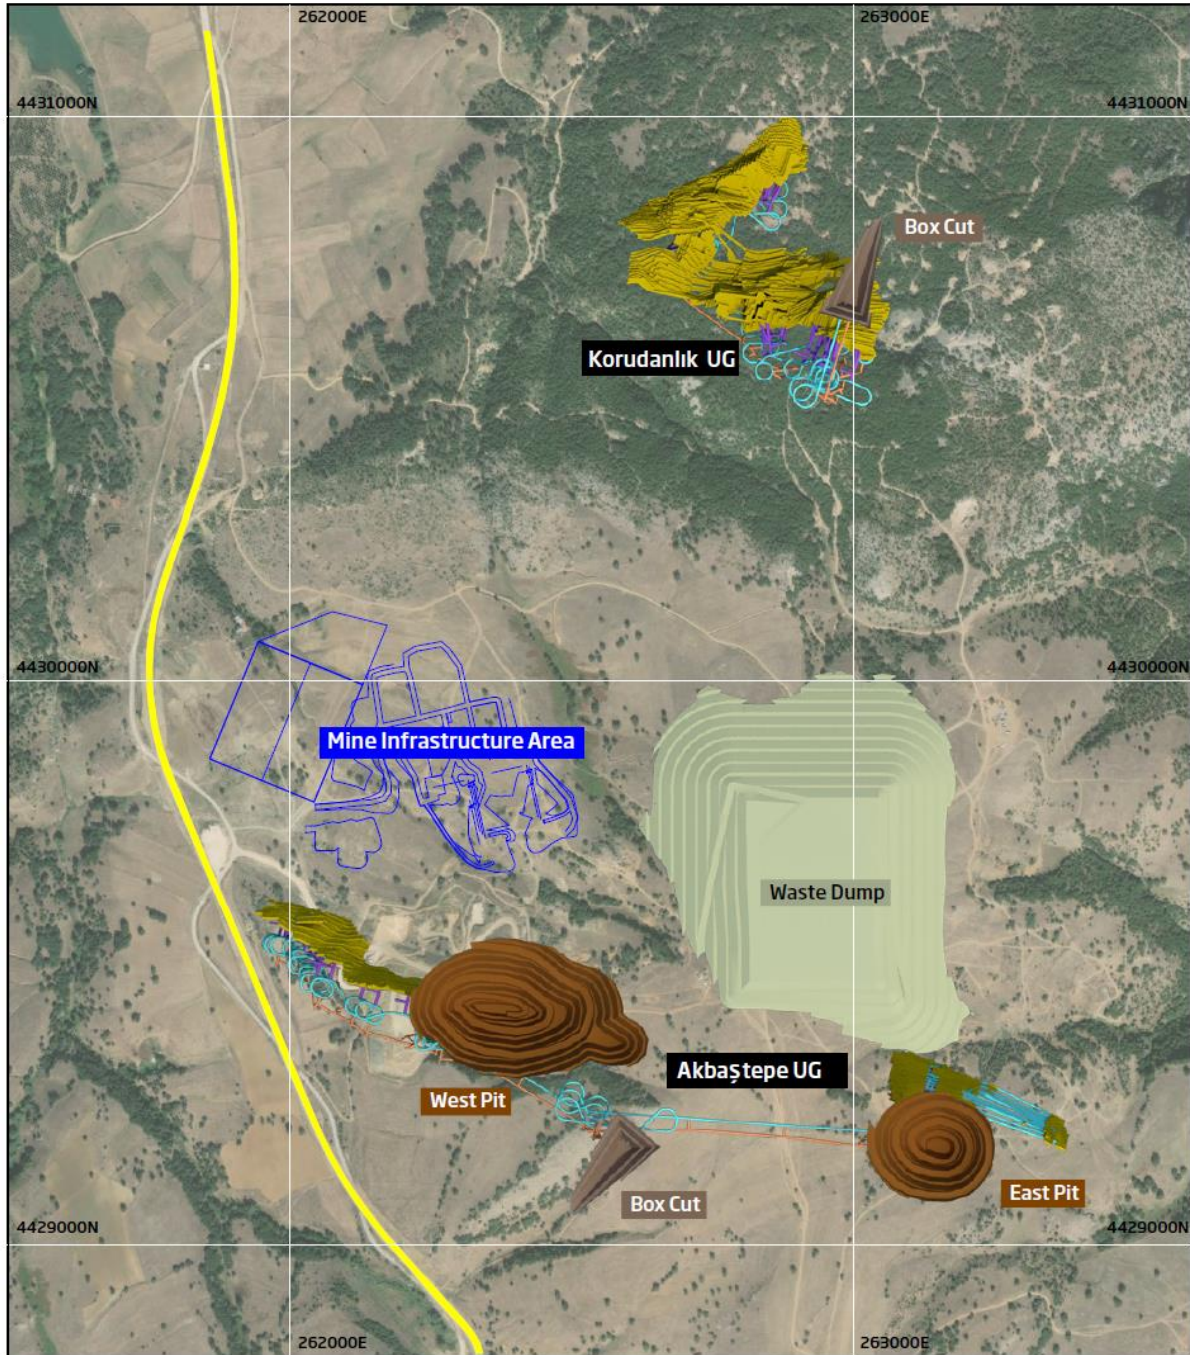 262000E
263000E
4431000N
4431000N
Box Cut
Korudanlık UG
4430000N
4430000N
Mine Infrastructure Area
Waste Dump
Akbaştepe UG
West Pit
East Pit
Box Cut
4429000N
4429000N
262000E
263000E